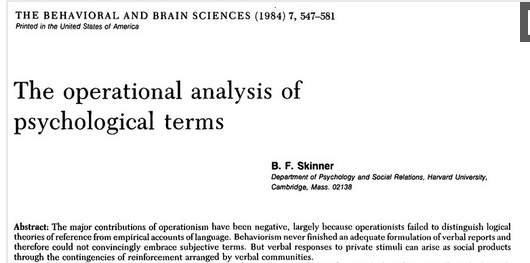 THE BEHAVIORAL AND BRAIN SCIENCES (1984) 7, 547–581
Printed in the United States of America
The operational analysis of
psychological terms
B. F. Skinner
Department of Psychology and Social Relations, Harvard University,
Cambridge, Mass. 02138
Abstract: The major contributions of operationism have been negative, largely because operationists failed to distinguish logical
theories of reference from empirical accounts of language. Behaviorism never finished an adequate formulation of verbal reports and
therefore could not convincingly embrace subjective terms. But verbal responses to private stimuli can arise as social products
through the contingencies of reinforcement arranged by verbal communities.